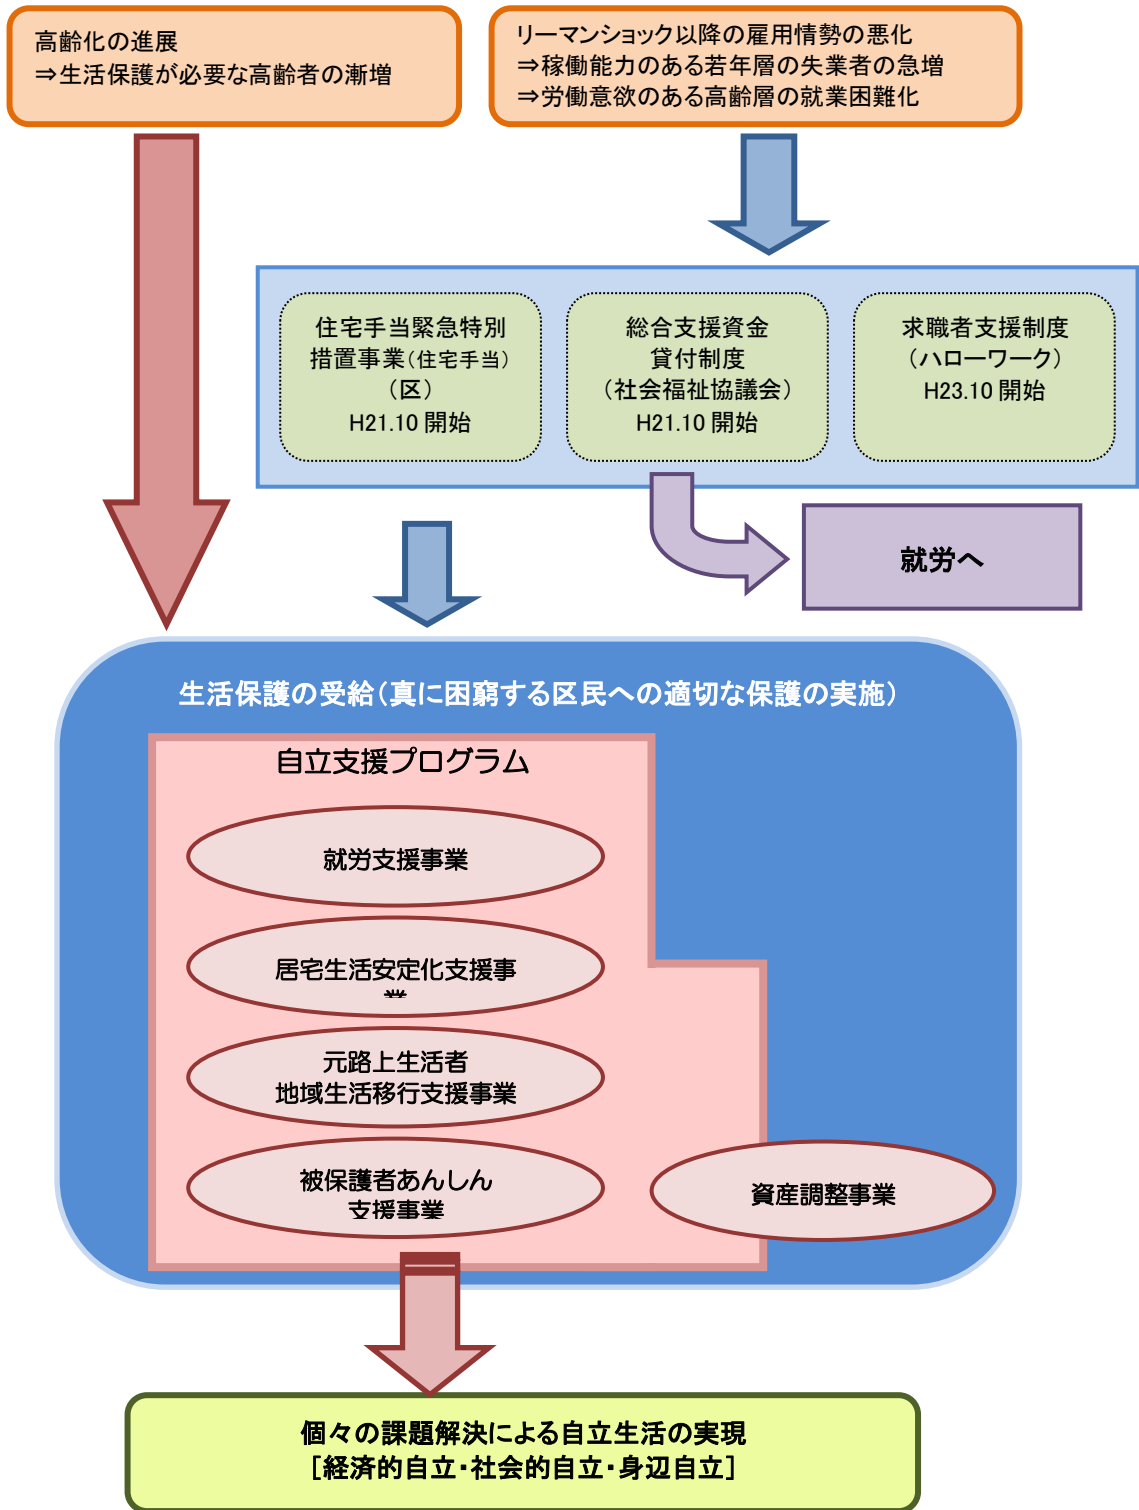 高齢化の進展
⇒生活保護が必要な高齢者の漸増
リーマンショック以降の雇用情勢の悪化
⇒稼働能力のある若年層の失業者の急増
⇒労働意欲のある高齢層の就業困難化
住宅手当緊急特別
措置事業(住宅手当)
（区）
H21.10 開始
総合支援資金
貸付制度
（社会福祉協議会）
H21.10 開始
求職者支援制度
（ハローワーク）
H23.10 開始
就労へ
生活保護の受給（真に困窮する区民への適切な保護の実施）
自立支援プログラム
就労支援事業
居宅生活安定化支援事
業
元路上生活者
地域生活移行支援事業
被保護者あんしん
支援事業
資産調整事業
個々の課題解決による自立生活の実現
［経済的自立・社会的自立・身辺自立］